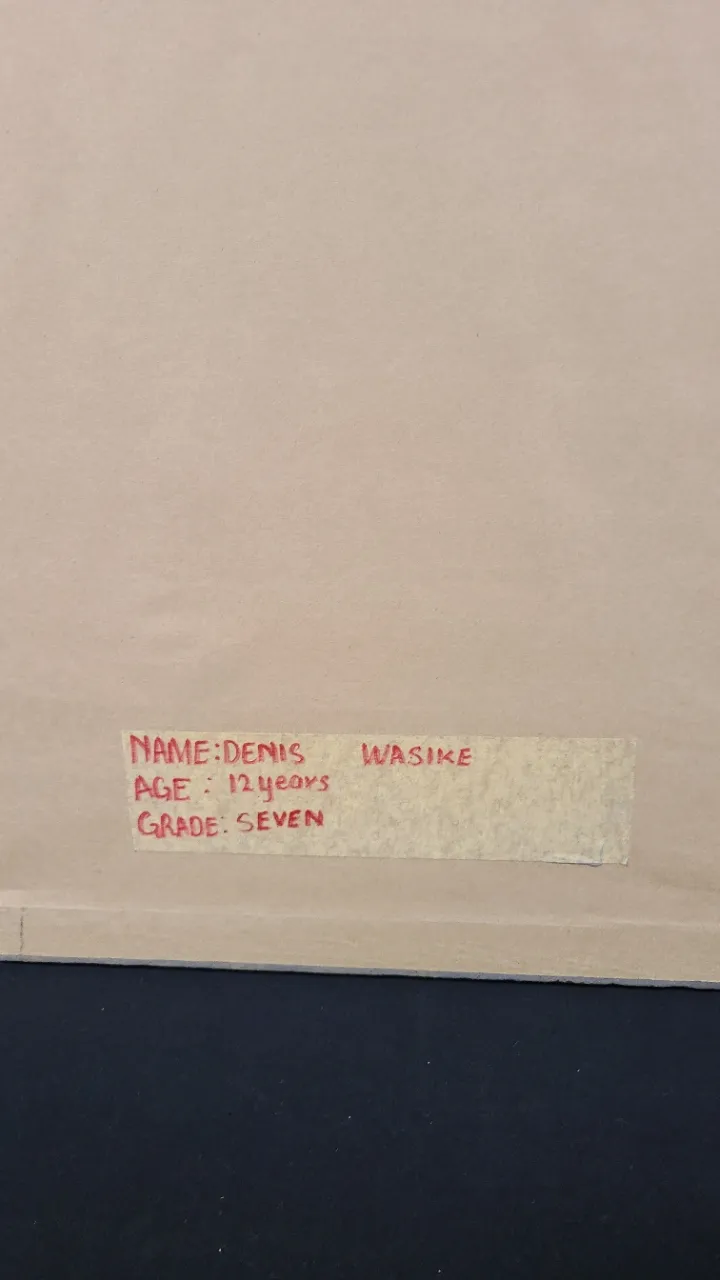 NAME:DENIS WASIKE
AGE : 12years
GRADE: SEVEN